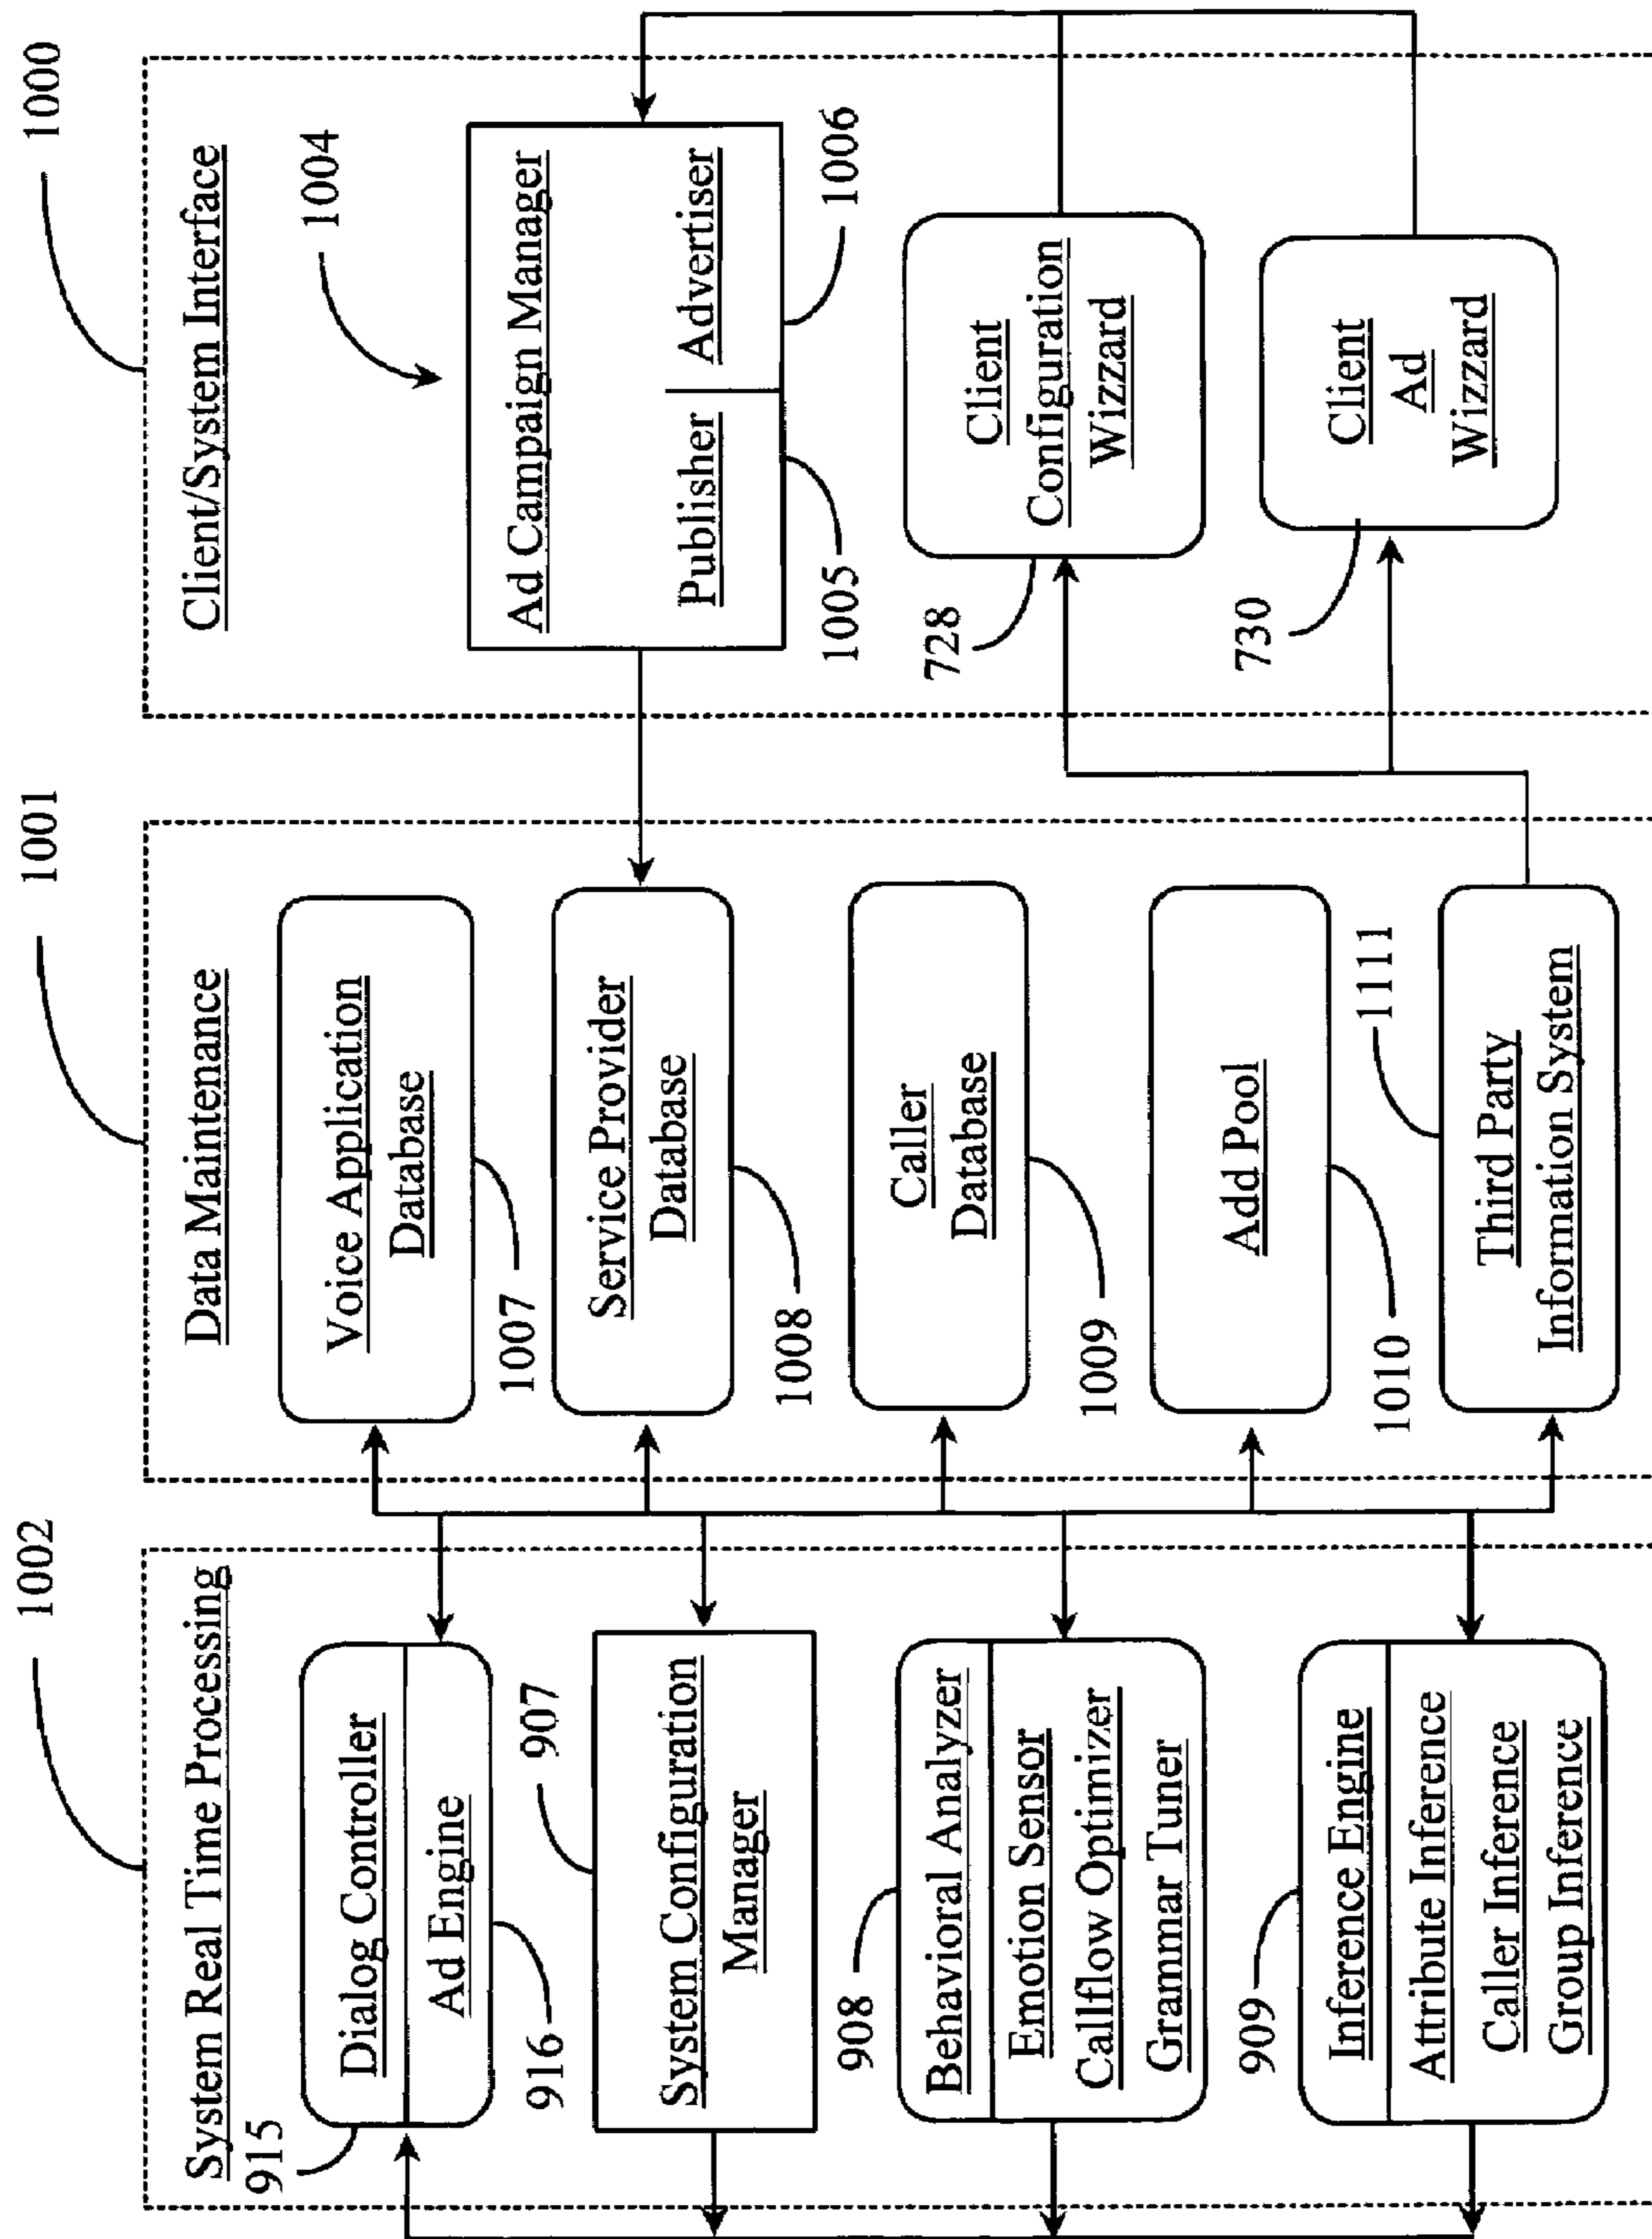 1002
1001
1000
System Real Time Processing
915
Dialog Controller
Ad Engine
916
907
System Configuration
Manager
908
Behavioral Analyzer
Emotion Sensor
Callflow Optimizer
Grammar Tuner
909
Inference Engine
Attribute Inference
Caller Inference
Group Inference
Data Maintenance
Voice Application
Database
1007
Service Provider
Database
1008
Caller
Database
1009
Add Pool
1010
1111
Third Party
Information System
Client/System Interface
1004
Ad Campaign Manager
Publisher
Advertiser
1005
1006
728
Client
Configuration
Wizzard
730
Client
Ad
Wizzard